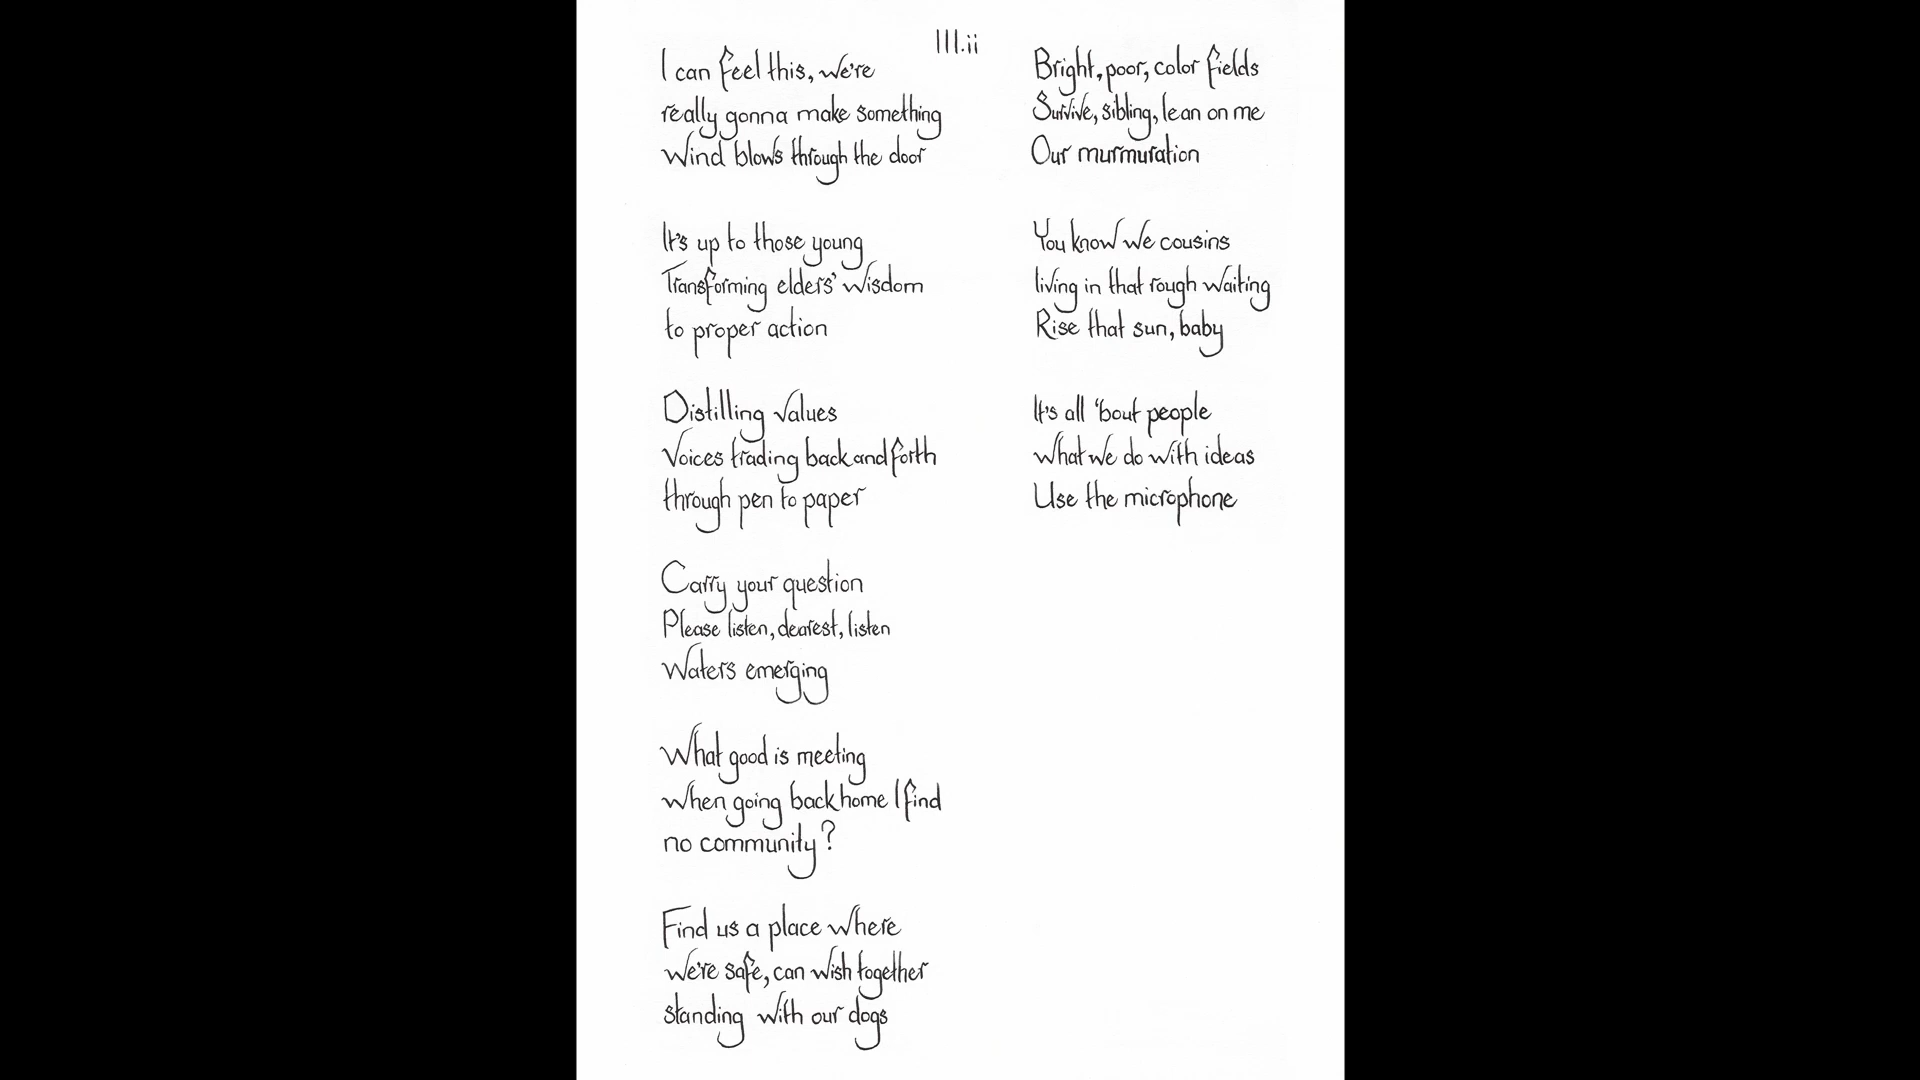 III.ii
I can feel this, we're
really gonna make something
Wind blows through the door
It's up to those young
Transforming elders' wisdom
to proper action
Distilling values
Voices trading back and forth
through pen to paper
Carry your question
Please listen, dearest, listen
Waters emerging
What good is meeting
when going back home I find
no community?
Find us a place where
we're safe, can wish together
standing with our dogs
Bright, poor, color fields
Survive, sibling, lean on me
Our murmuration
You know we cousins
living in that rough waiting
Rise that sun, baby
It's all 'bout people
what we do with ideas
Use the microphone